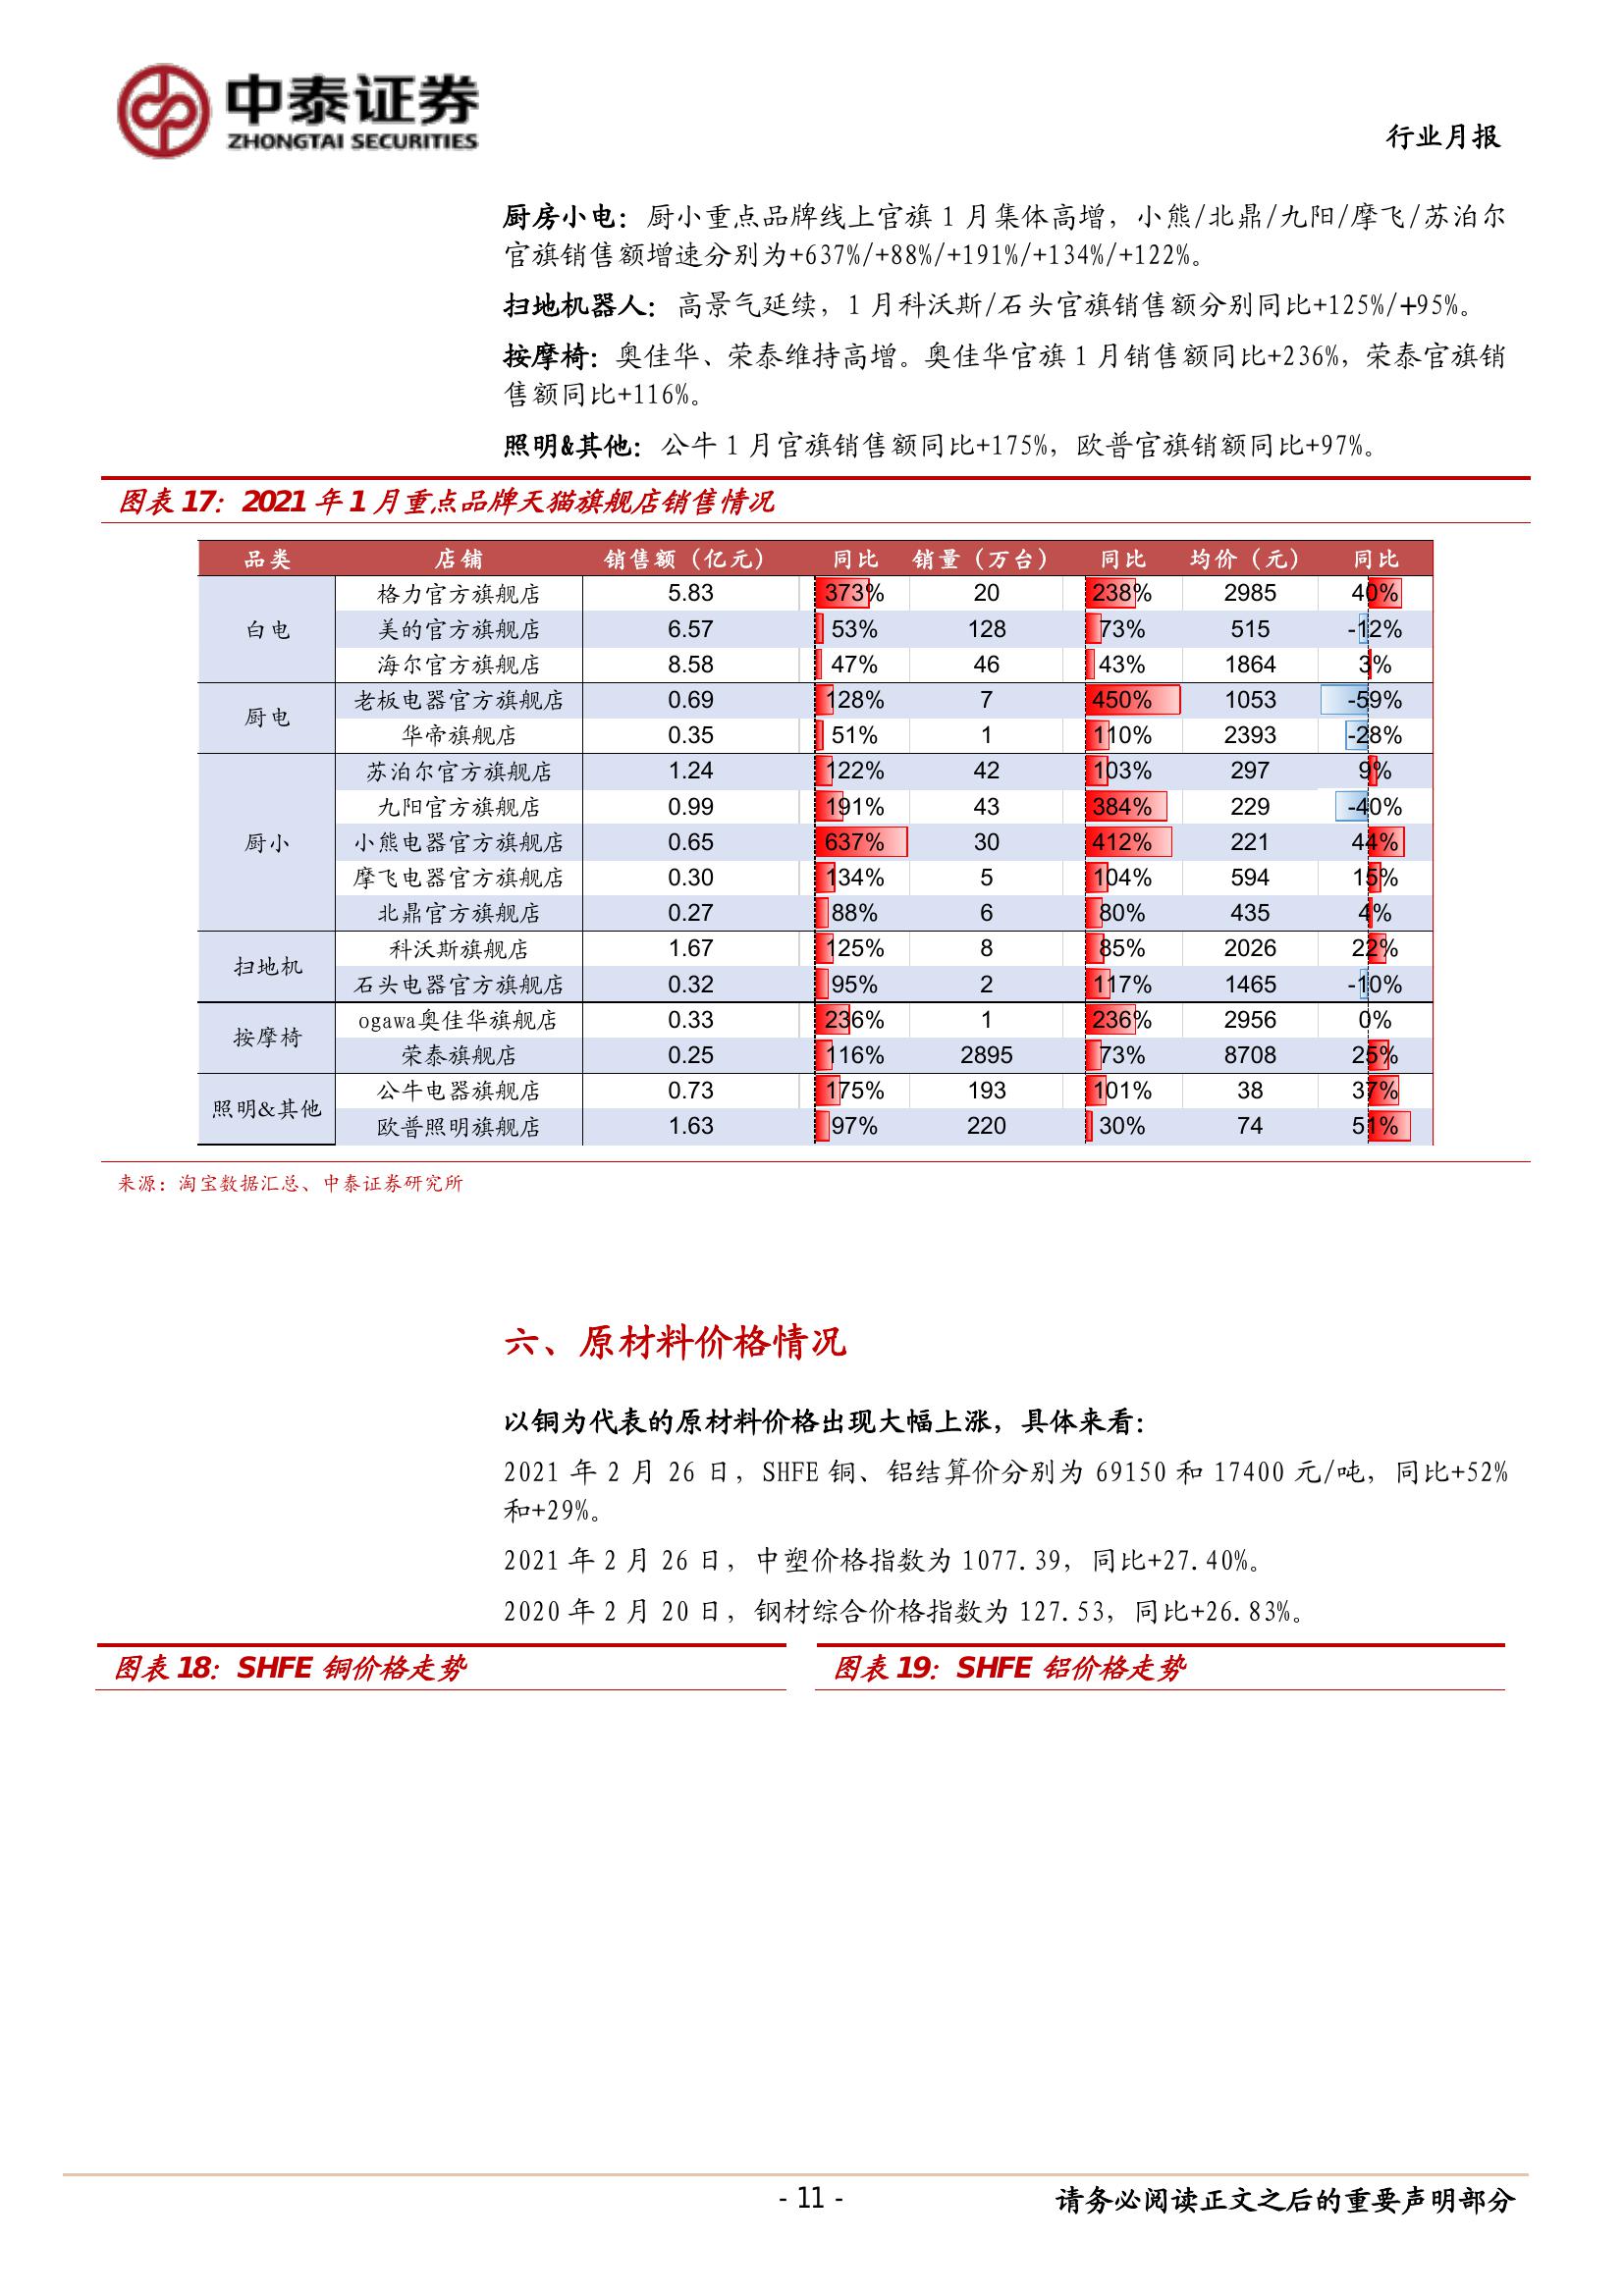 中泰证券
ZHONGTAI SECURITIES
行业月报
厨房小电：厨小重点品牌线上官旗 1 月集体高增，小熊/北鼎/九阳/摩飞/苏泊尔
官旗销售额增速分别为+637%/+88%/+191%/+134%/+122%。
扫地机器人：高景气延续，1 月科沃斯/石头官旗销售额分别同比+125%/+95%。
按摩椅：奥佳华、荣泰维持高增。奥佳华官旗 1 月销售额同比+236%，荣泰官旗销
售额同比+116%。
照明&其他：公牛 1 月官旗销售额同比+175%，欧普官旗销额同比+97%。
图表 17：2021 年 1 月重点品牌天猫旗舰店销售情况
品类 店铺 销售额（亿元） 同比 销量（万台） 同比 均价（元） 同比
白电
格力官方旗舰店 5.83 373% 20 238% 2985 40%
美的官方旗舰店 6.57 53% 128 73% 515 -12%
海尔官方旗舰店 8.58 47% 46 43% 1864 3%
厨电
老板电器官方旗舰店 0.69 128% 7 450% 1053 -59%
华帝旗舰店 0.35 51% 1 110% 2393 -28%
厨小
苏泊尔官方旗舰店 1.24 122% 42 103% 297 9%
九阳官方旗舰店 0.99 191% 43 384% 229 -40%
小熊电器官方旗舰店 0.65 637% 30 412% 221 44%
摩飞电器官方旗舰店 0.30 134% 5 104% 594 15%
北鼎官方旗舰店 0.27 88% 6 80% 435 4%
扫地机
科沃斯旗舰店 1.67 125% 8 85% 2026 22%
石头电器官方旗舰店 0.32 95% 2 117% 1465 -10%
按摩椅
ogawa奥佳华旗舰店 0.33 236% 1 236% 2956 0%
荣泰旗舰店 0.25 116% 2895 73% 8708 25%
照明&其他
公牛电器旗舰店 0.73 175% 193 101% 38 37%
欧普照明旗舰店 1.63 97% 220 30% 74 51%
来源：淘宝数据汇总、中泰证券研究所
六、原材料价格情况
以铜为代表的原材料价格出现大幅上涨，具体来看：
2021 年 2 月 26 日，SHFE 铜、铝结算价分别为 69150 和 17400 元/吨，同比+52%
和+29%。
2021 年 2 月 26 日，中塑价格指数为 1077.39，同比+27.40%。
2020 年 2 月 20 日，钢材综合价格指数为 127.53，同比+26.83%。
图表 18：SHFE 铜价格走势
图表 19：SHFE 铝价格走势
- 11 -
请务必阅读正文之后的重要声明部分